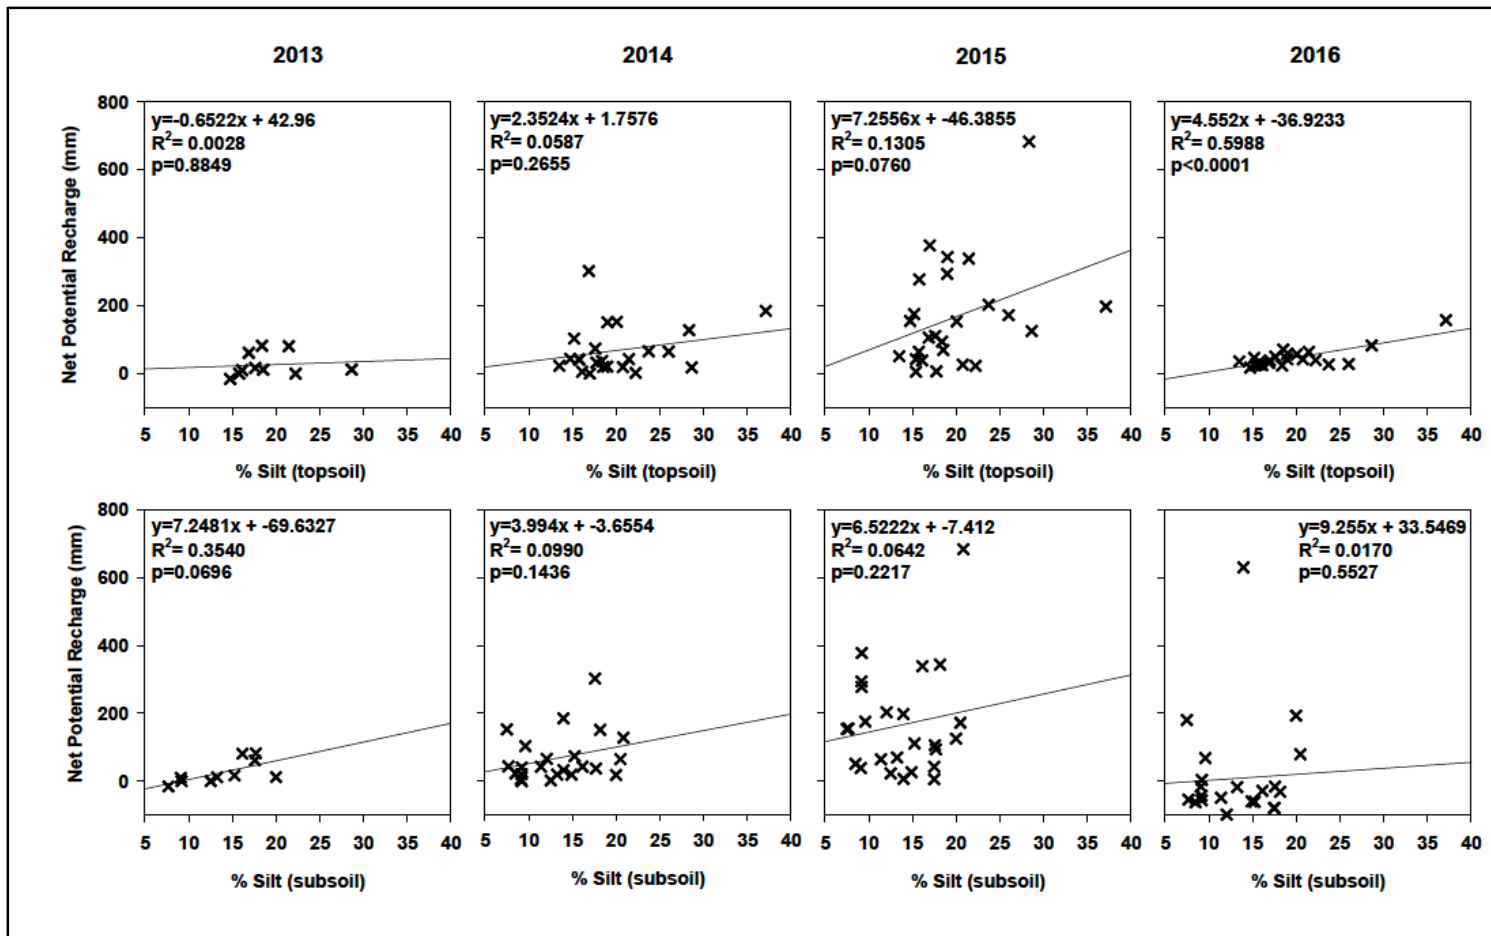 2013 2014 2015 2016
Net Potential Recharge (mm)
800
600
400
200
0
y=-0.6522x + 42.96
R2= 0.0028
p=0.8849
y=2.3524x + 1.7576
R2= 0.0587
p=0.2655
y=7.2556x + -46.3855
R2= 0.1305
p=0.0760
y=4.552x + -36.9233
R2= 0.5988
p<0.0001
5 10 15 20 25 30 35 40 5 10 15 20 25 30 35 40 5 10 15 20 25 30 35 40 5 10 15 20 25 30 35 40
% Silt (topsoil) % Silt (topsoil) % Silt (topsoil) % Silt (topsoil)
Net Potential Recharge (mm)
800
600
400
200
0
y=7.2481x + -69.6327
R2= 0.3540
p=0.0696
y=3.994x + -3.6554
R2= 0.0990
p=0.1436
y=6.5222x + -7.412
R2= 0.0642
p=0.2217
y=9.255x + 33.5469
R2= 0.0170
p=0.5527
5 10 15 20 25 30 35 40 5 10 15 20 25 30 35 40 5 10 15 20 25 30 35 40 5 10 15 20 25 30 35 40
% Silt (subsoil) % Silt (subsoil) % Silt (subsoil) % Silt (subsoil)